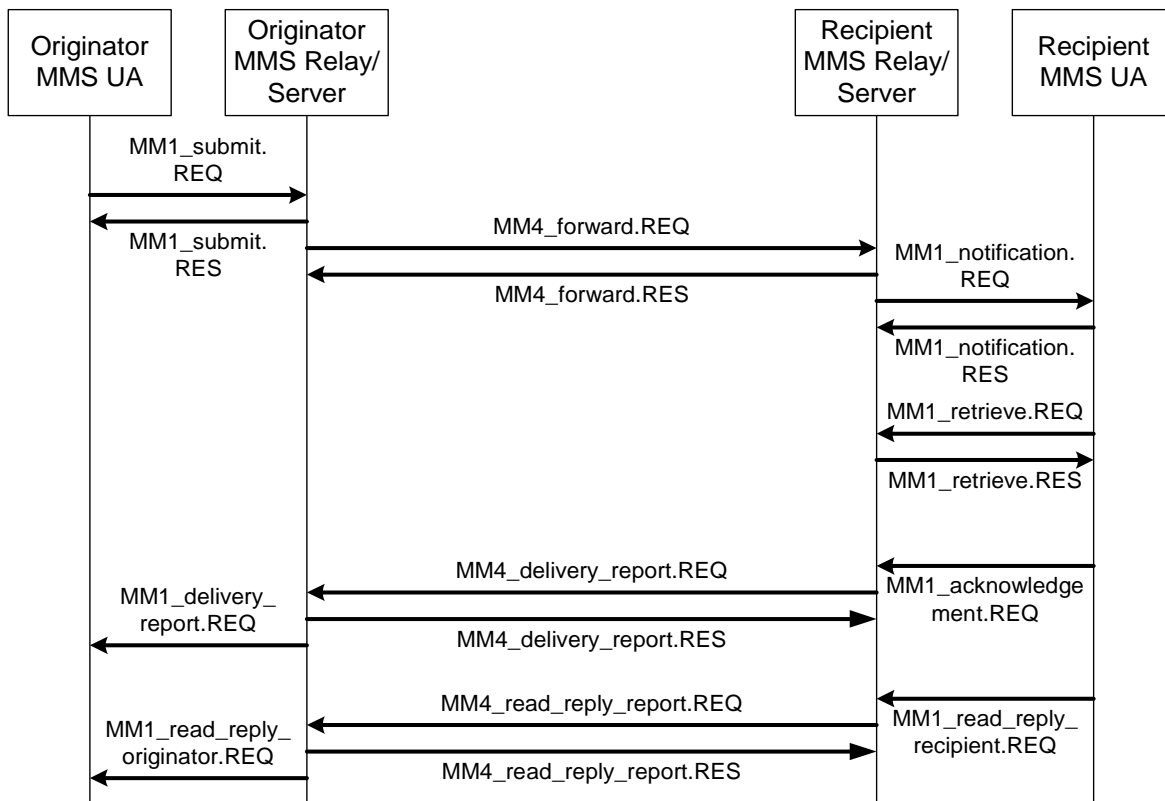 Originator
MMS UA
Originator
MMS Relay/
Server
Recipient
MMS Relay/
Server
Recipient
MMS UA
MM1_submit.
REQ
MM1_submit.
RES
MM4_forward.REQ
MM4_forward.RES
MM1_notification.
REQ
MM1_notification.
RES
MM1_retrieve.REQ
MM1_retrieve.RES
MM4_delivery_report.REQ
MM1_acknowledge
ment.REQ
MM1_delivery_
report.REQ
MM4_delivery_report.RES
MM4_read_reply_report.REQ
MM1_read_reply_
recipient.REQ
MM1_read_reply_
originator.REQ
MM4_read_reply_report.RES